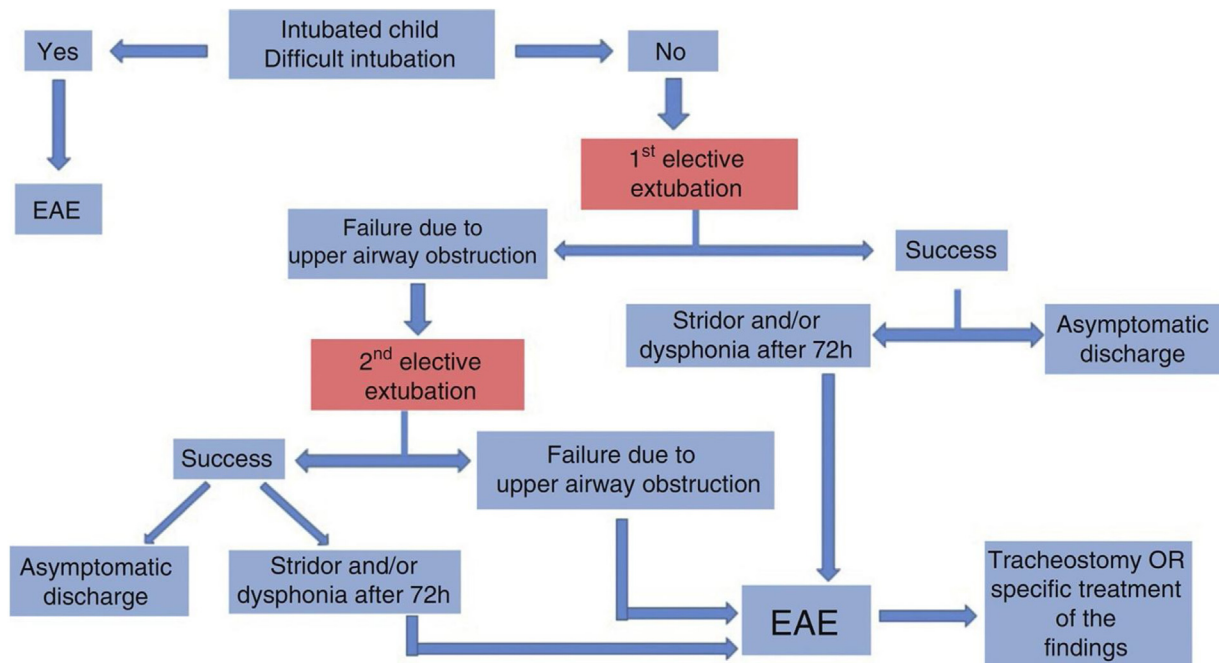 Intubated child
Difficult intubation
Yes
No
EAE
1st elective
extubation
Failure due to
upper airway obstruction
Success
Stridor and/or
dysphonia after 72h
Asymptomatic
discharge
2nd elective
extubation
Success
Failure due to
upper airway obstruction
Asymptomatic
discharge
Stridor and/or
dysphonia after 72h
EAE
Tracheostomy OR
specific treatment
of the
findings